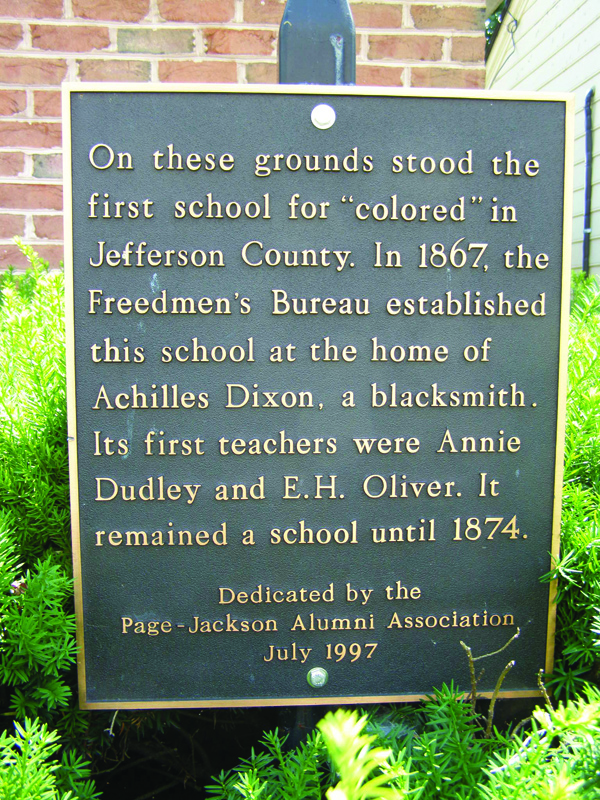 On these grounds stood the
first school for “colored” in
Jefferson County. In 1867, the
Freedmen's Bureau established
this school at the home of
Achilles Dixon, a blacksmith.
Its first teachers were Annie
Dudley and E.H. Oliver. It
remained a school until 1874.
Dedicated by the
Page-Jackson Alumni Association
July 1997